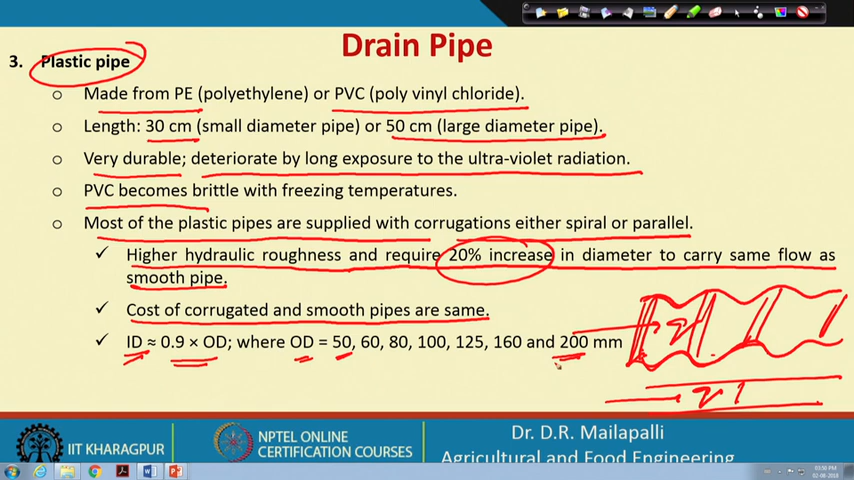 Drain Pipe
3. Plastic pipe
o Made from PE (polyethylene) or PVC (poly vinyl chloride).
o Length: 30 cm (small diameter pipe) or 50 cm (large diameter pipe).
o Very durable; deteriorate by long exposure to the ultra-violet radiation.
o PVC becomes brittle with freezing temperatures.
o Most of the plastic pipes are supplied with corrugations either spiral or parallel.
✓ Higher hydraulic roughness and require 20% increase in diameter to carry same flow as
smooth pipe.
✓ Cost of corrugated and smooth pipes are same.
✓ ID ≈ 0.9 × OD; where OD = 50, 60, 80, 100, 125, 160 and 200 mm
IIT KHARAGPUR
NPTEL ONLINE
CERTIFICATION COURSES
Dr. D.R. Mailapalli
Agricultural and Food Engineering